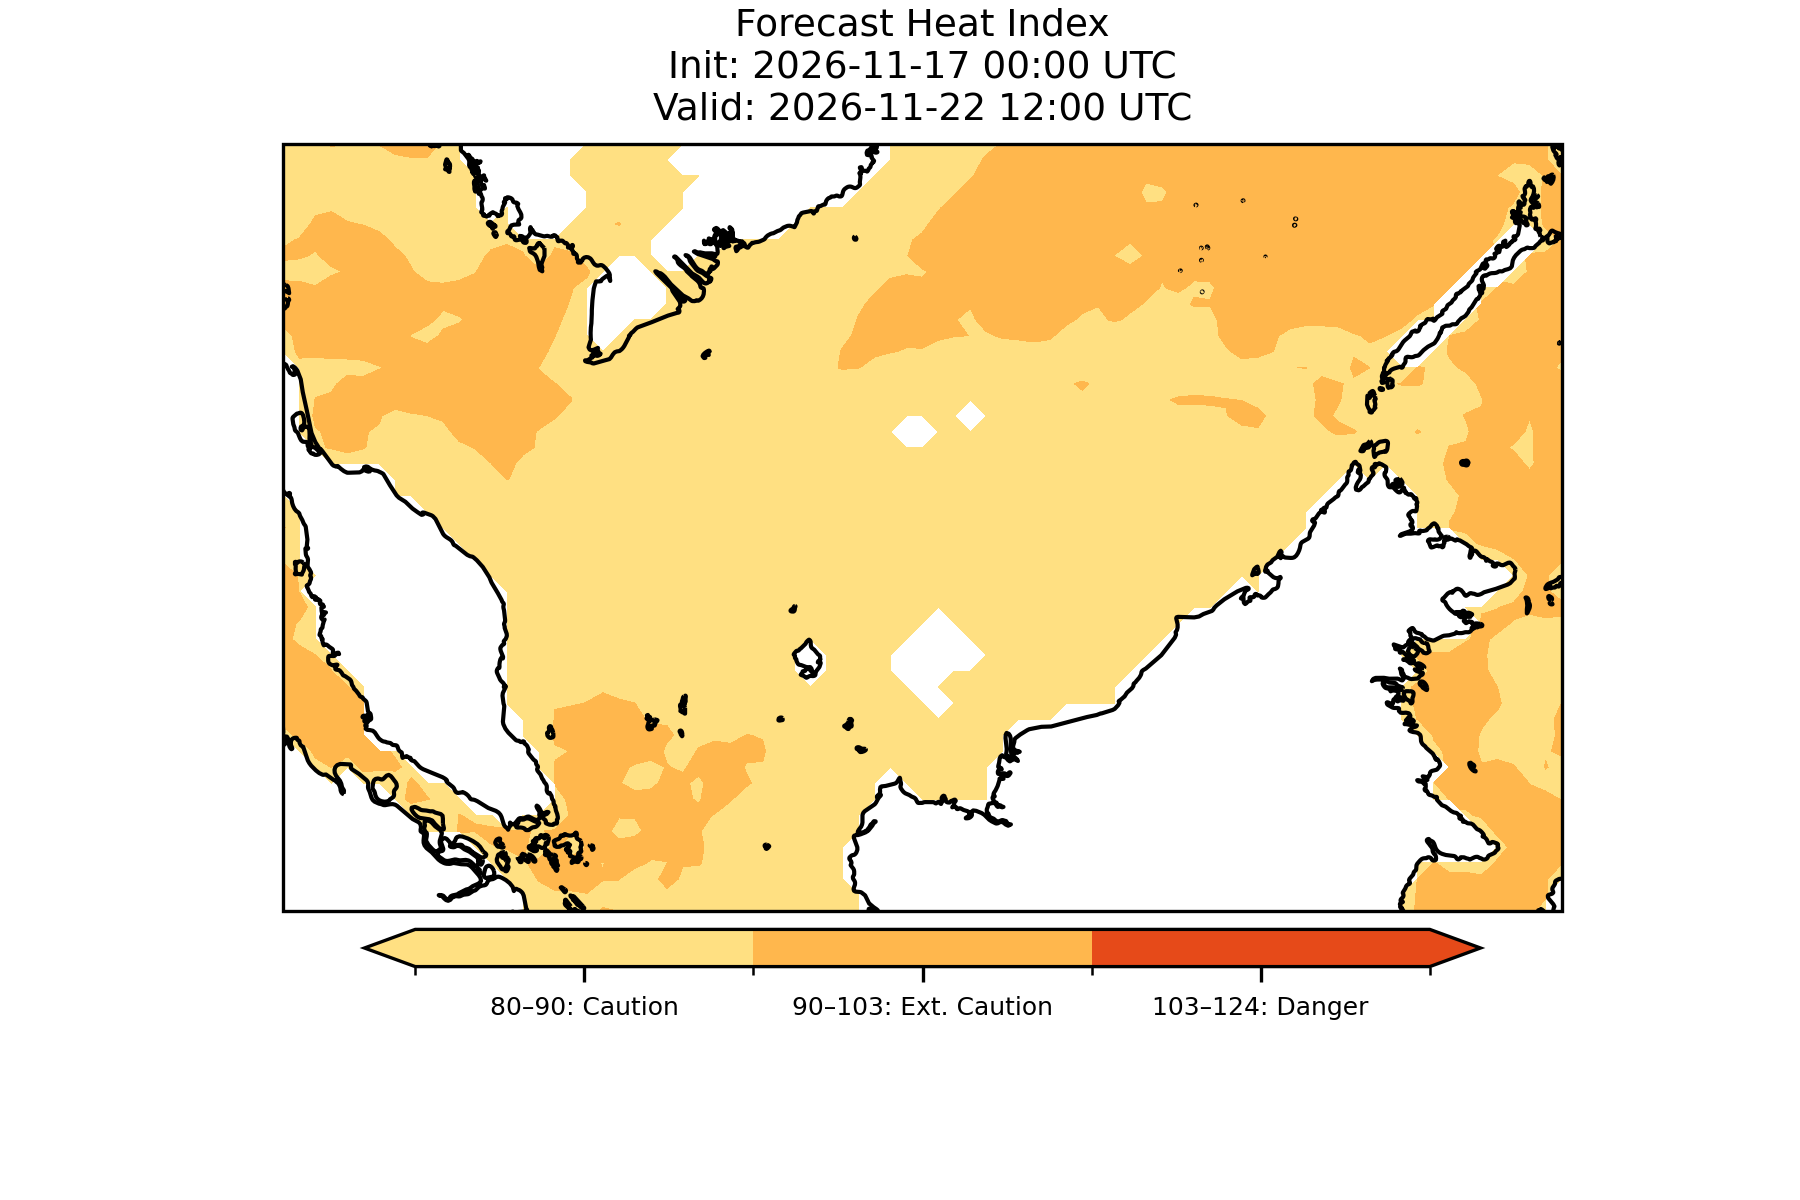 Forecast Heat Index
Init: 2026-11-17 00:00 UTC
Valid: 2026-11-22 12:00 UTC
80–90: Caution
90–103: Ext. Caution
103–124: Danger